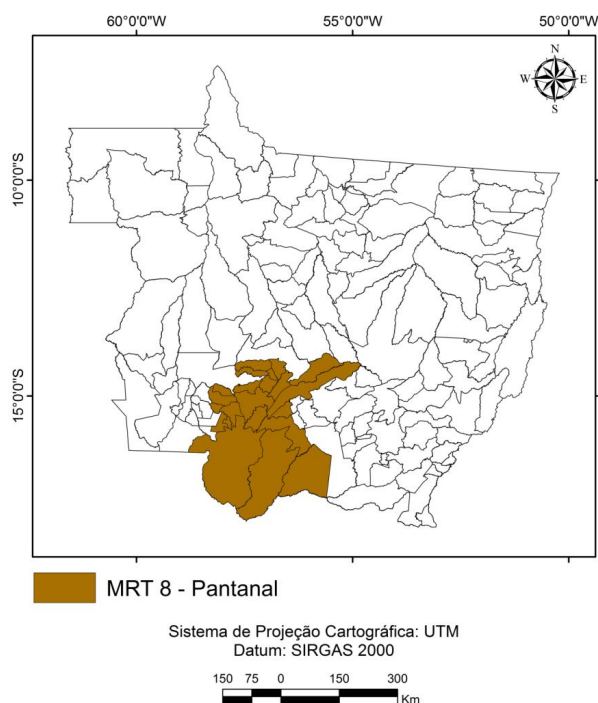 60°0'0"W 55°0'0"W 50°0'0"W
N
W E
S
10°0'0"S
15°0'0"S
MRT 8 - Pantanal
Sistema de Projeção Cartográfica: UTM
Datum: SIRGAS 2000
150 75 0 150 300
Km